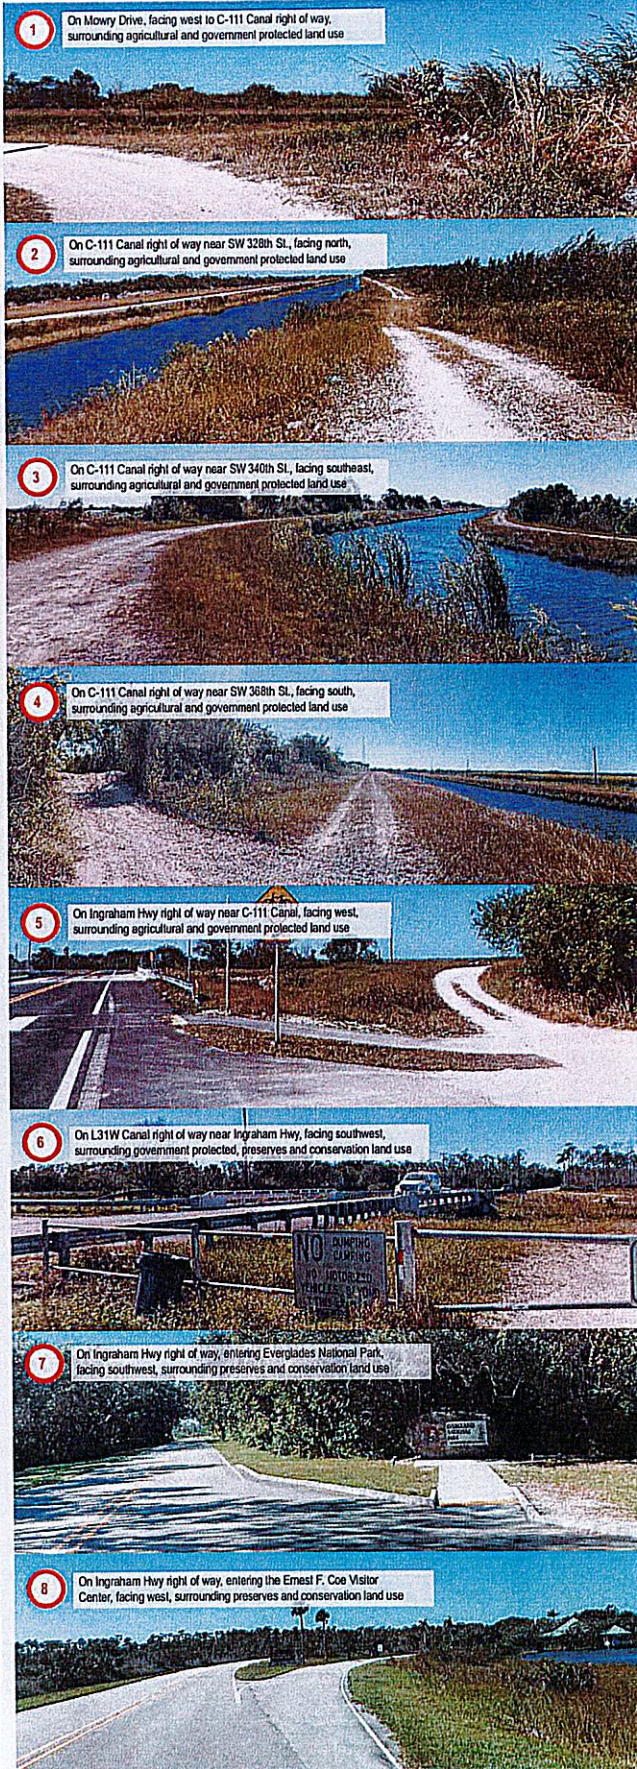 1
On Mowry Drive, facing west to C-111 Canal right of way,
surrounding agricultural and government protected land use
2
On C-111 Canal right of way near SW 328th St., facing north,
surrounding agricultural and government protected land use
3
On C-111 Canal right of way near SW 340th St., facing southeast,
surrounding agricultural and government protected land use
4
On C-111 Canal right of way near SW 368th St., facing south,
surrounding agricultural and government protected land use
5
On Ingraham Hwy right of way near C-111 Canal, facing west,
surrounding agricultural and government protected land use
6
On L31W Canal right of way near Ingraham Hwy, facing southwest,
surrounding government protected, preserves and conservation land use
NO DUMPING
CAMPING
NO MOTORIZED
VEHICLES BEYOND
7
On Ingraham Hwy right of way, entering Everglades National Park,
facing southwest, surrounding preserves and conservation land use
8
On Ingraham Hwy right of way, entering the Ernest F. Coe Visitor
Center, facing west, surrounding preserves and conservation land use